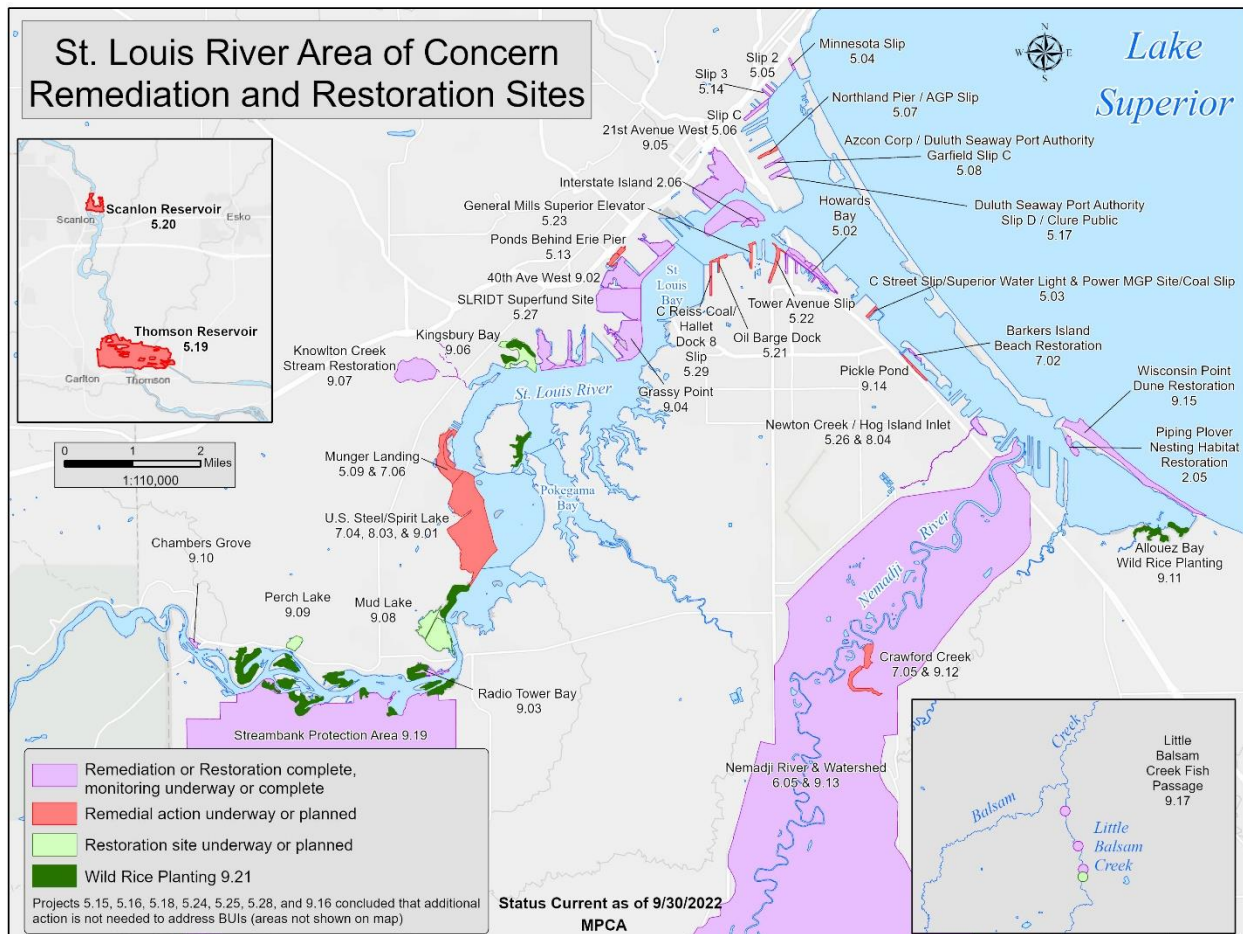 St. Louis River Area of Concern
Remediation and Restoration Sites
Lake
Superior
N
W
E
S
Minnesota Slip
5.04
Slip 2
5.05
Slip 3
5.14
Slip C
5.06
Northland Pier / AGP Slip
5.07
21st Avenue West
9.05
Azcon Corp / Duluth Seaway Port Authority
Garfield Slip C
5.08
Interstate Island 2.06
General Mills Superior Elevator
5.23
Howards
Bay
5.02
Duluth Seaway Port Authority
Slip D / Clure Public
5.17
Ponds Behind Erie Pier
5.13
40th Ave West 9.02
St
Louis
Bay
SLRIDT Superfund Site
5.27
C Street Slip/Superior Water Light & Power MGP Site/Coal Slip
5.03
Tower Avenue Slip
5.22
C Reiss Coal/
Hallet
Dock 8
Slip
5.29
Oil Barge Dock
5.21
Kingsbury Bay
9.06
Barkers Island
Beach Restoration
7.02
Knowlton Creek
Stream Restoration
9.07
Grassy Point
9.04
Pickle Pond
9.14
Wisconsin Point
Dune Restoration
9.15
St. Louis River
Newton Creek / Hog Island Inlet
5.26 & 8.04
Piping Plover
Nesting Habitat
Restoration
2.05
Munger Landing
5.09 & 7.06
Pokegama
Bay
U.S. Steel/Spirit Lake
7.04, 8.03, & 9.01
Nemadji
River
Allouez Bay
Wild Rice Planting
9.11
Chambers Grove
9.10
Perch Lake
9.09
Mud Lake
9.08
Crawford Creek
7.05 & 9.12
Radio Tower Bay
9.03
Streambank Protection Area 9.19
Nemadji River & Watershed
6.05 & 9.13
Scanlon
Esko
Scanlon Reservoir
5.20
Thomson Reservoir
5.19
Carlton
Thomson
0 1 2
Miles
1:110,000
Remediation or Restoration complete,
monitoring underway or complete
Remedial action underway or planned
Restoration site underway or planned
Wild Rice Planting 9.21
Projects 5.15, 5.16, 5.18, 5.24, 5.25, 5.28, and 9.16 concluded that additional
action is not needed to address BUIs (areas not shown on map)
Status Current as of 9/30/2022
MPCA
Creek
Balsam
Little
Balsam
Creek
Little
Balsam
Creek Fish
Passage
9.17